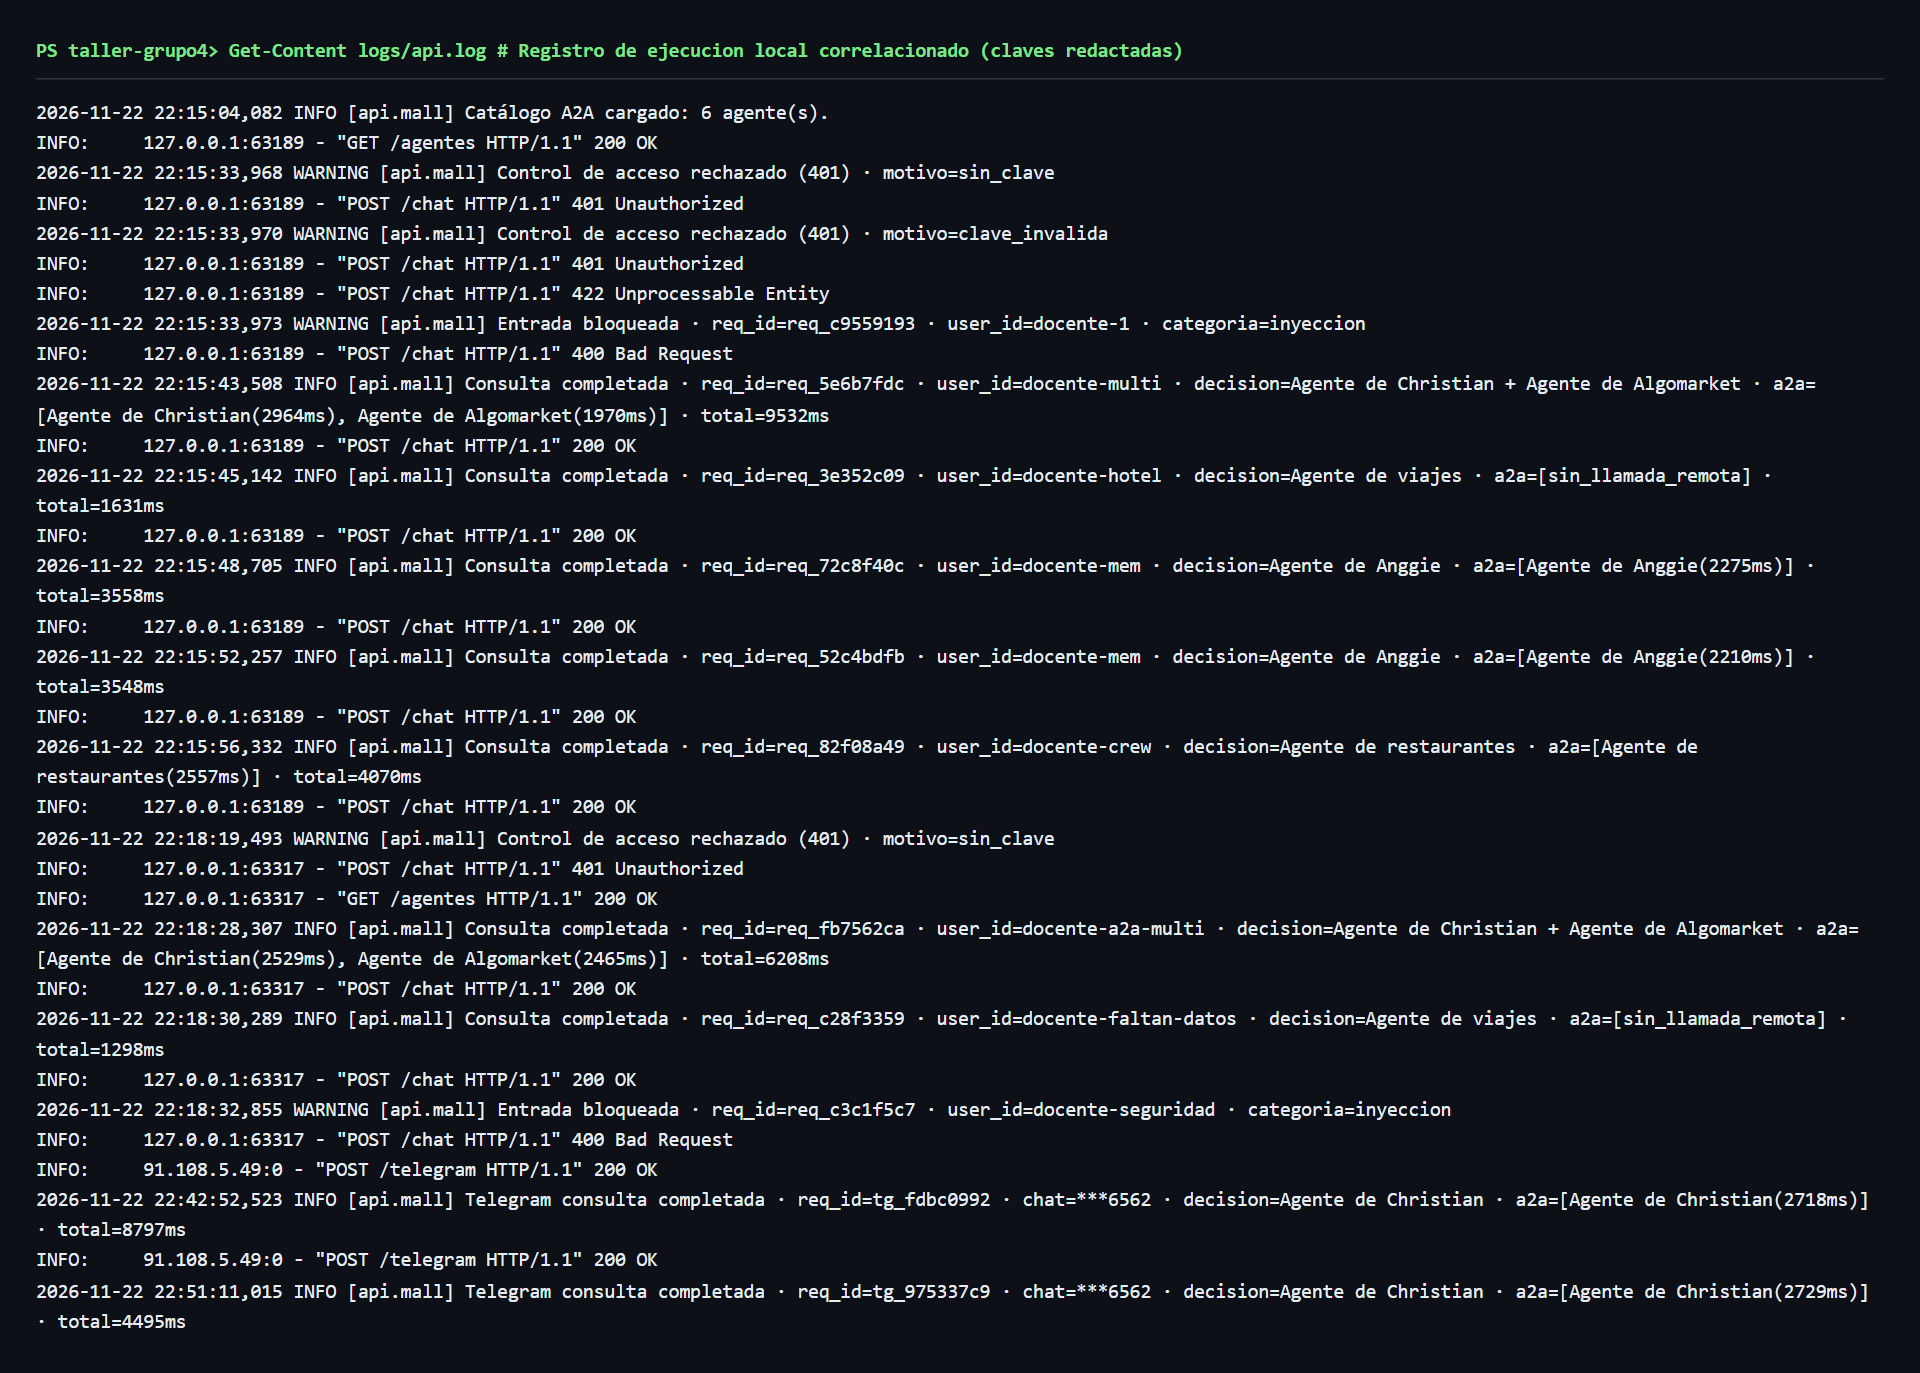 PS taller-grupo4> Get-Content logs/api.log # Registro de ejecucion local correlacionado (claves redactadas)
2026-11-22 22:15:04,082 INFO [api.mall] Catálogo A2A cargado: 6 agente(s).
INFO:     127.0.0.1:63189 - "GET /agentes HTTP/1.1" 200 OK
2026-11-22 22:15:33,968 WARNING [api.mall] Control de acceso rechazado (401) · motivo=sin_clave
INFO:     127.0.0.1:63189 - "POST /chat HTTP/1.1" 401 Unauthorized
2026-11-22 22:15:33,970 WARNING [api.mall] Control de acceso rechazado (401) · motivo=clave_invalida
INFO:     127.0.0.1:63189 - "POST /chat HTTP/1.1" 401 Unauthorized
INFO:     127.0.0.1:63189 - "POST /chat HTTP/1.1" 422 Unprocessable Entity
2026-11-22 22:15:33,973 WARNING [api.mall] Entrada bloqueada · req_id=req_c9559193 · user_id=docente-1 · categoria=inyeccion
INFO:     127.0.0.1:63189 - "POST /chat HTTP/1.1" 400 Bad Request
2026-11-22 22:15:43,508 INFO [api.mall] Consulta completada · req_id=req_5e6b7fdc · user_id=docente-multi · decision=Agente de Christian + Agente de Algomarket · a2a=
[Agente de Christian(2964ms), Agente de Algomarket(1970ms)] · total=9532ms
INFO:     127.0.0.1:63189 - "POST /chat HTTP/1.1" 200 OK
2026-11-22 22:15:45,142 INFO [api.mall] Consulta completada · req_id=req_3e352c09 · user_id=docente-hotel · decision=Agente de viajes · a2a=[sin_llamada_remota] ·
total=1631ms
INFO:     127.0.0.1:63189 - "POST /chat HTTP/1.1" 200 OK
2026-11-22 22:15:48,705 INFO [api.mall] Consulta completada · req_id=req_72c8f40c · user_id=docente-mem · decision=Agente de Anggie · a2a=[Agente de Anggie(2275ms)] ·
total=3558ms
INFO:     127.0.0.1:63189 - "POST /chat HTTP/1.1" 200 OK
2026-11-22 22:15:52,257 INFO [api.mall] Consulta completada · req_id=req_52c4bdfb · user_id=docente-mem · decision=Agente de Anggie · a2a=[Agente de Anggie(2210ms)] ·
total=3548ms
INFO:     127.0.0.1:63189 - "POST /chat HTTP/1.1" 200 OK
2026-11-22 22:15:56,332 INFO [api.mall] Consulta completada · req_id=req_82f08a49 · user_id=docente-crew · decision=Agente de restaurantes · a2a=[Agente de
restaurantes(2557ms)] · total=4070ms
INFO:     127.0.0.1:63189 - "POST /chat HTTP/1.1" 200 OK
2026-11-22 22:18:19,493 WARNING [api.mall] Control de acceso rechazado (401) · motivo=sin_clave
INFO:     127.0.0.1:63317 - "POST /chat HTTP/1.1" 401 Unauthorized
INFO:     127.0.0.1:63317 - "GET /agentes HTTP/1.1" 200 OK
2026-11-22 22:18:28,307 INFO [api.mall] Consulta completada · req_id=req_fb7562ca · user_id=docente-a2a-multi · decision=Agente de Christian + Agente de Algomarket · a2a=
[Agente de Christian(2529ms), Agente de Algomarket(2465ms)] · total=6208ms
INFO:     127.0.0.1:63317 - "POST /chat HTTP/1.1" 200 OK
2026-11-22 22:18:30,289 INFO [api.mall] Consulta completada · req_id=req_c28f3359 · user_id=docente-faltan-datos · decision=Agente de viajes · a2a=[sin_llamada_remota] ·
total=1298ms
INFO:     127.0.0.1:63317 - "POST /chat HTTP/1.1" 200 OK
2026-11-22 22:18:32,855 WARNING [api.mall] Entrada bloqueada · req_id=req_c3c1f5c7 · user_id=docente-seguridad · categoria=inyeccion
INFO:     127.0.0.1:63317 - "POST /chat HTTP/1.1" 400 Bad Request
INFO:     91.108.5.49:0 - "POST /telegram HTTP/1.1" 200 OK
2026-11-22 22:42:52,523 INFO [api.mall] Telegram consulta completada · req_id=tg_fdbc0992 · chat=***6562 · decision=Agente de Christian · a2a=[Agente de Christian(2718ms)]
· total=8797ms
INFO:     91.108.5.49:0 - "POST /telegram HTTP/1.1" 200 OK
2026-11-22 22:51:11,015 INFO [api.mall] Telegram consulta completada · req_id=tg_975337c9 · chat=***6562 · decision=Agente de Christian · a2a=[Agente de Christian(2729ms)]
· total=4495ms